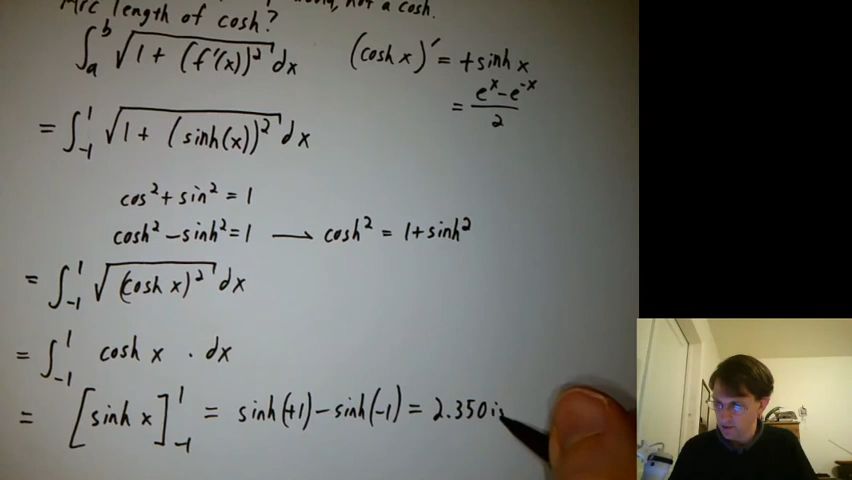 Arc length of cosh? not a cosh.
∫_a^b √(1 + (f'(x))²) dx (cosh x)' = + sinh x
= (e^x - e^-x)/2
= ∫_-1^1 √(1 + (sinh(x))²) dx
cos² + sin² = 1
cosh² - sinh² = 1 → cosh² = 1 + sinh²
= ∫_-1^1 √((cosh x)²) dx
= ∫_-1^1 cosh x · dx
= [sinh x]_-1^1 = sinh(+1) - sinh(-1) = 2.350